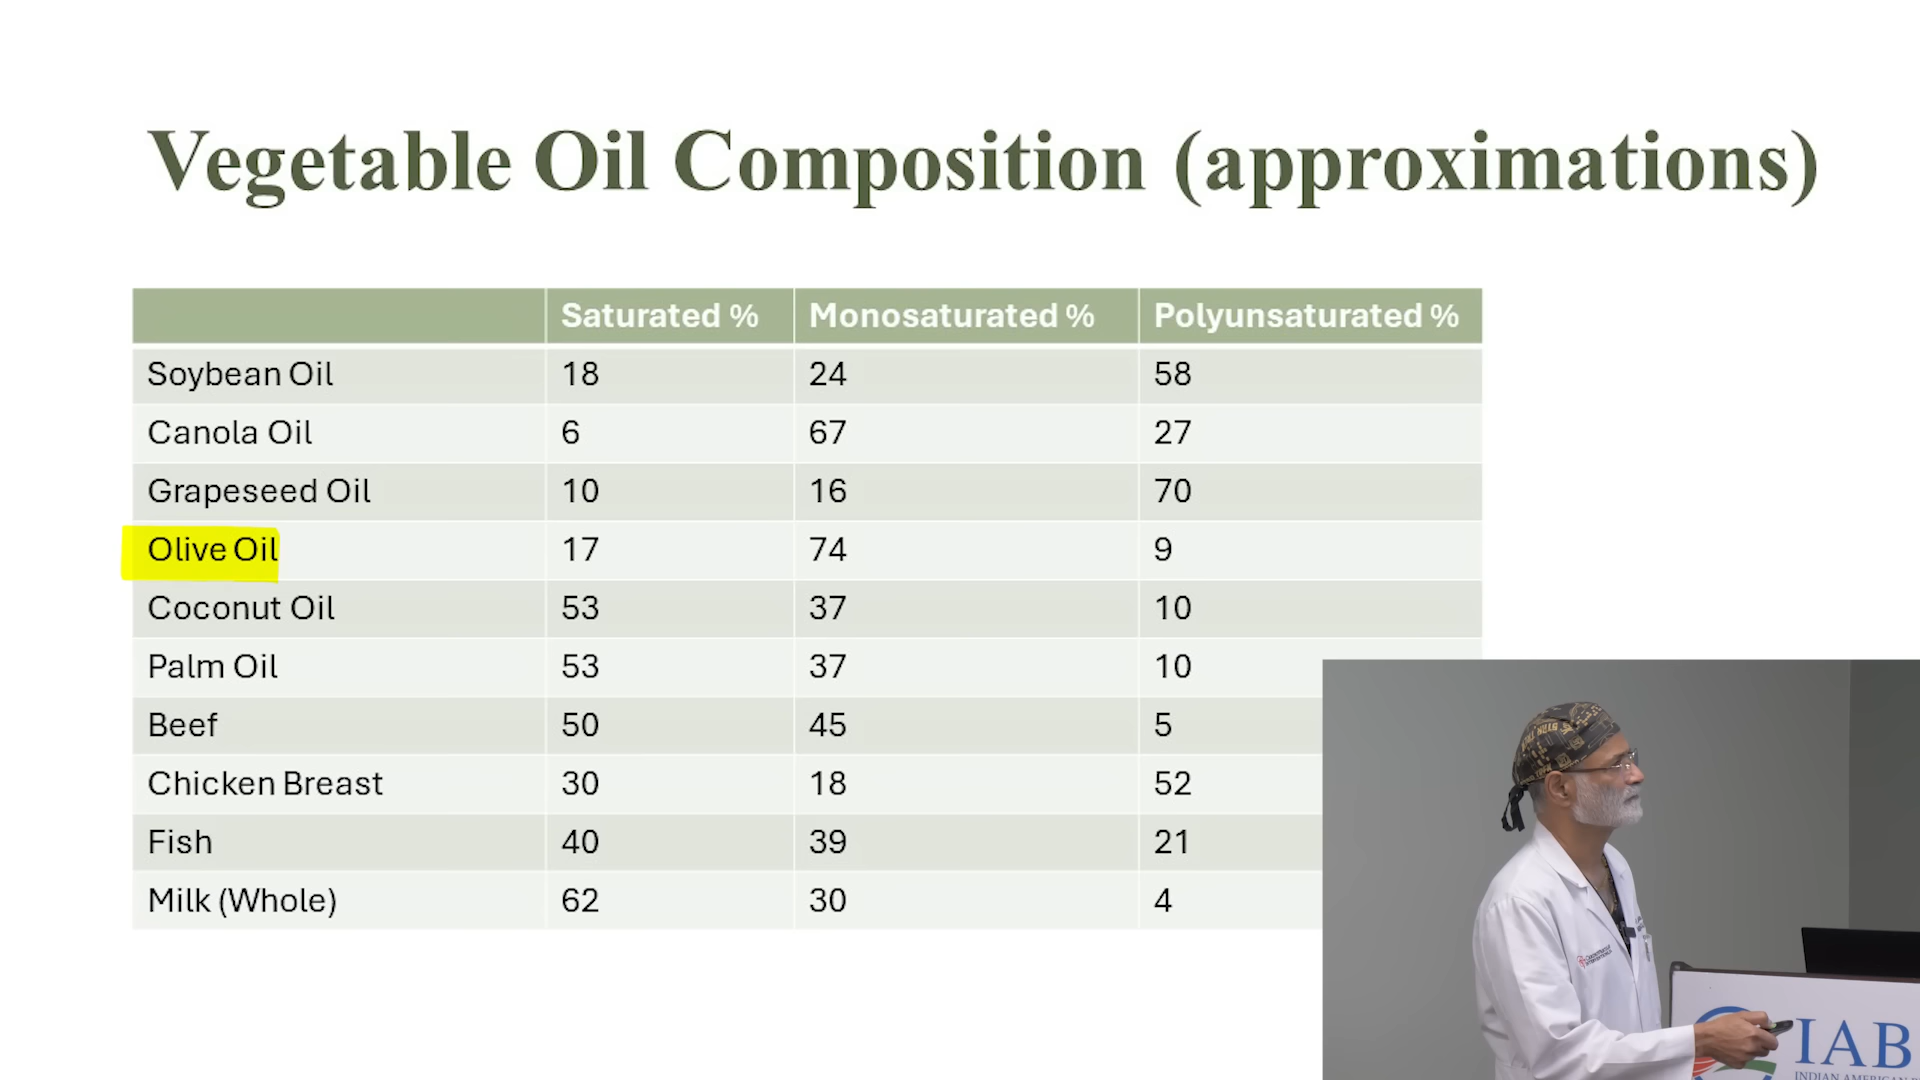 Vegetable Oil Composition (approximations)
Saturated % Monosaturated % Polyunsaturated %
Soybean Oil 18 24 58
Canola Oil 6 67 27
Grapeseed Oil 10 16 70
Olive Oil 17 74 9
Coconut Oil 53 37 10
Palm Oil 53 37 10
Beef 50 45 5
Chicken Breast 30 18 52
Fish 40 39 21
Milk (Whole) 62 30 4
IAB
INDIAN AMERICAN